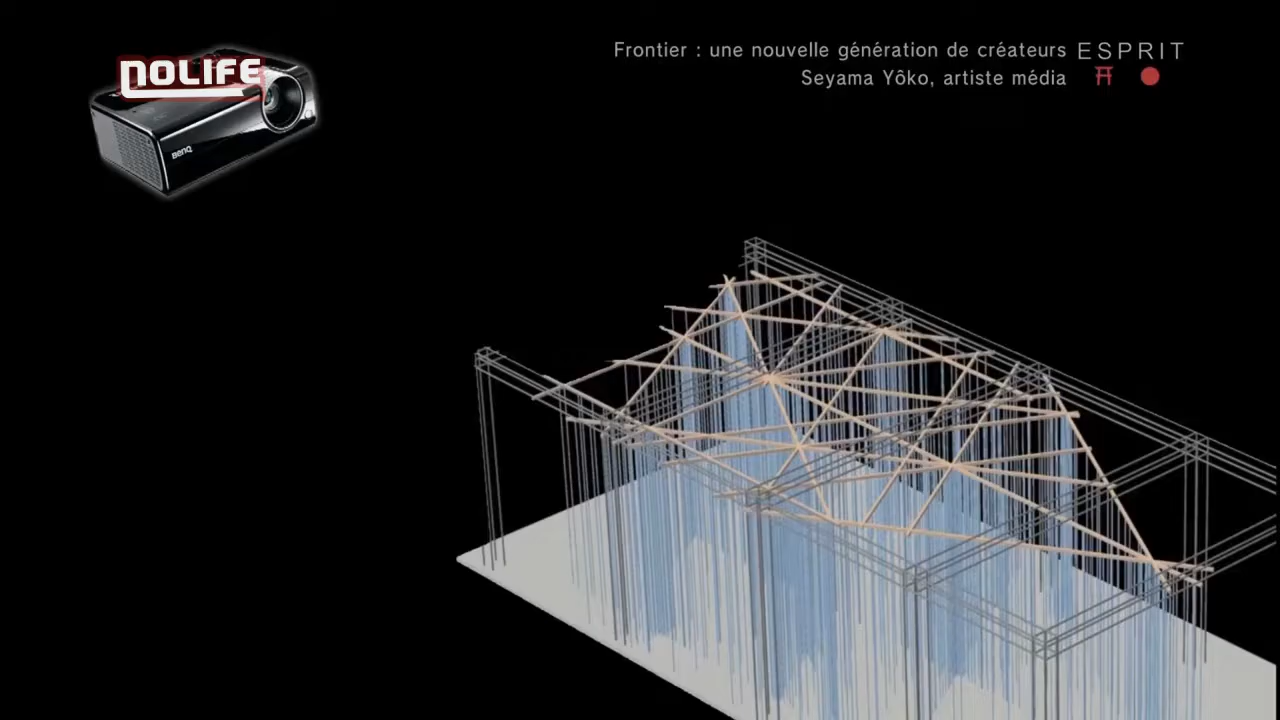 NOLIFE
BenQ
Frontier : une nouvelle génération de créateurs ESPRIT
Seyama Yôko, artiste média